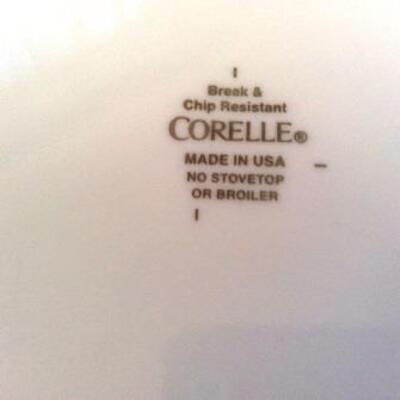 Break &
Chip Resistant
CORELLE®
MADE IN USA
NO STOVETOP
OR BROILER